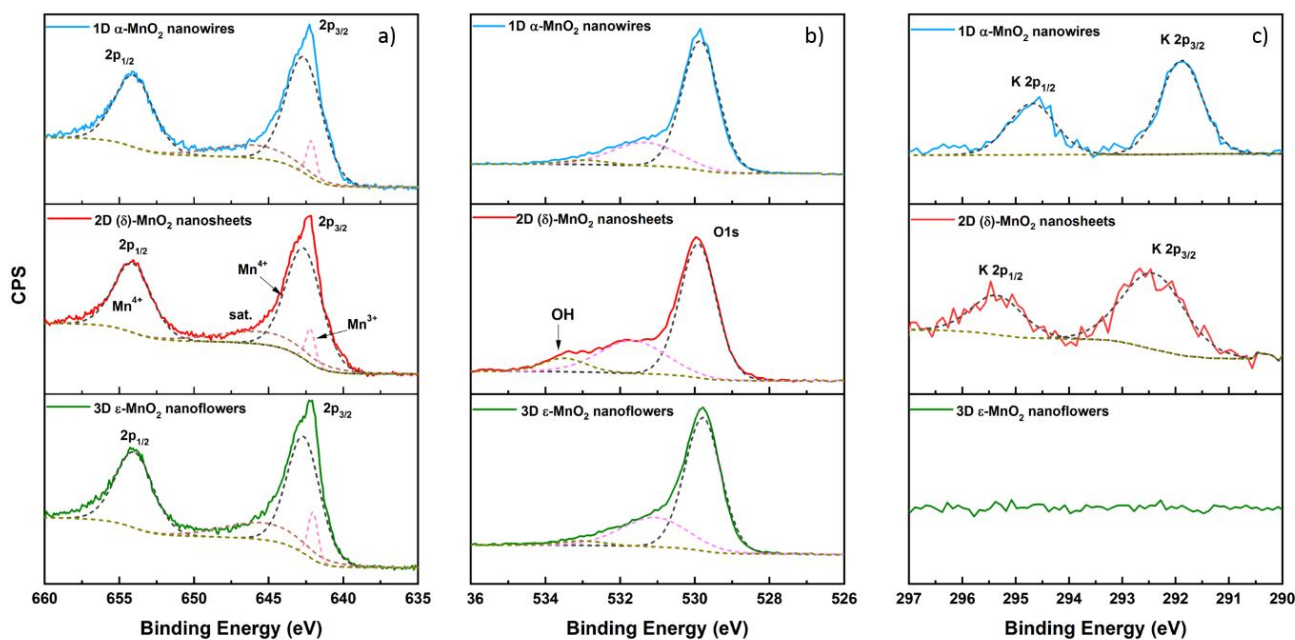 a)
1D α-MnO₂ nanowires
2p₁/₂
2p₃/₂
2D (δ)-MnO₂ nanosheets
2p₁/₂
2p₃/₂
Mn⁴⁺
Mn⁴⁺
sat.
Mn³⁺
3D ε-MnO₂ nanoflowers
2p₁/₂
2p₃/₂
CPS
660 655 650 645 640 635
Binding Energy (eV)
b)
1D α-MnO₂ nanowires
2D (δ)-MnO₂ nanosheets
O1s
OH
3D ε-MnO₂ nanoflowers
36 534 532 530 528 526
Binding Energy (eV)
c)
1D α-MnO₂ nanowires
K 2p₃/₂
K 2p₁/₂
2D (δ)-MnO₂ nanosheets
K 2p₁/₂
K 2p₃/₂
3D ε-MnO₂ nanoflowers
297 296 295 294 293 292 291 290
Binding Energy (eV)